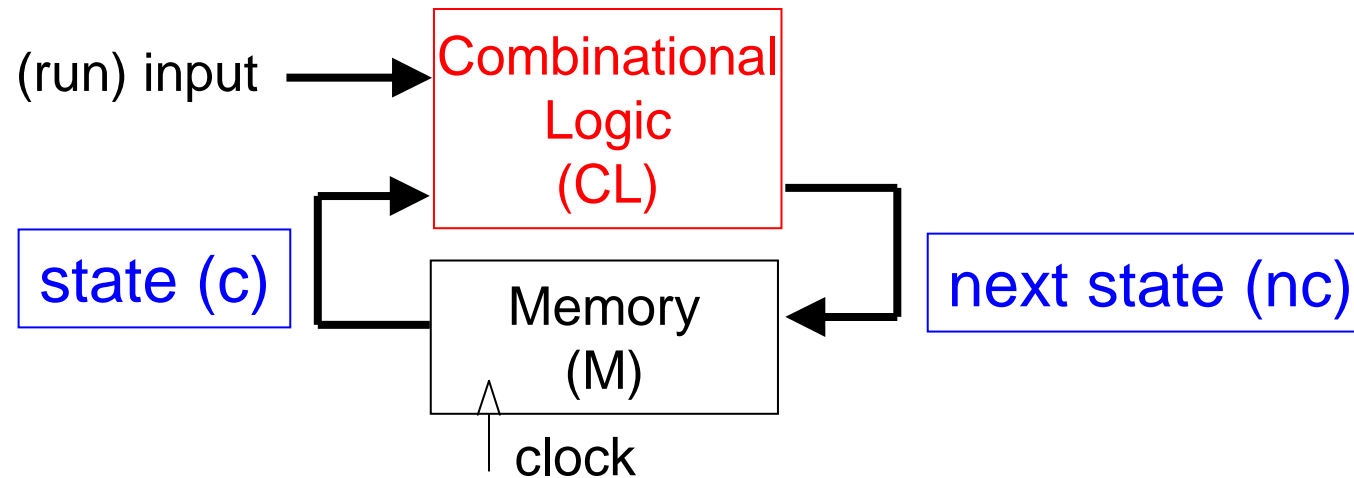 (run) input
Combinational
Logic
(CL)
state (c)
next state (nc)
Memory
(M)
clock